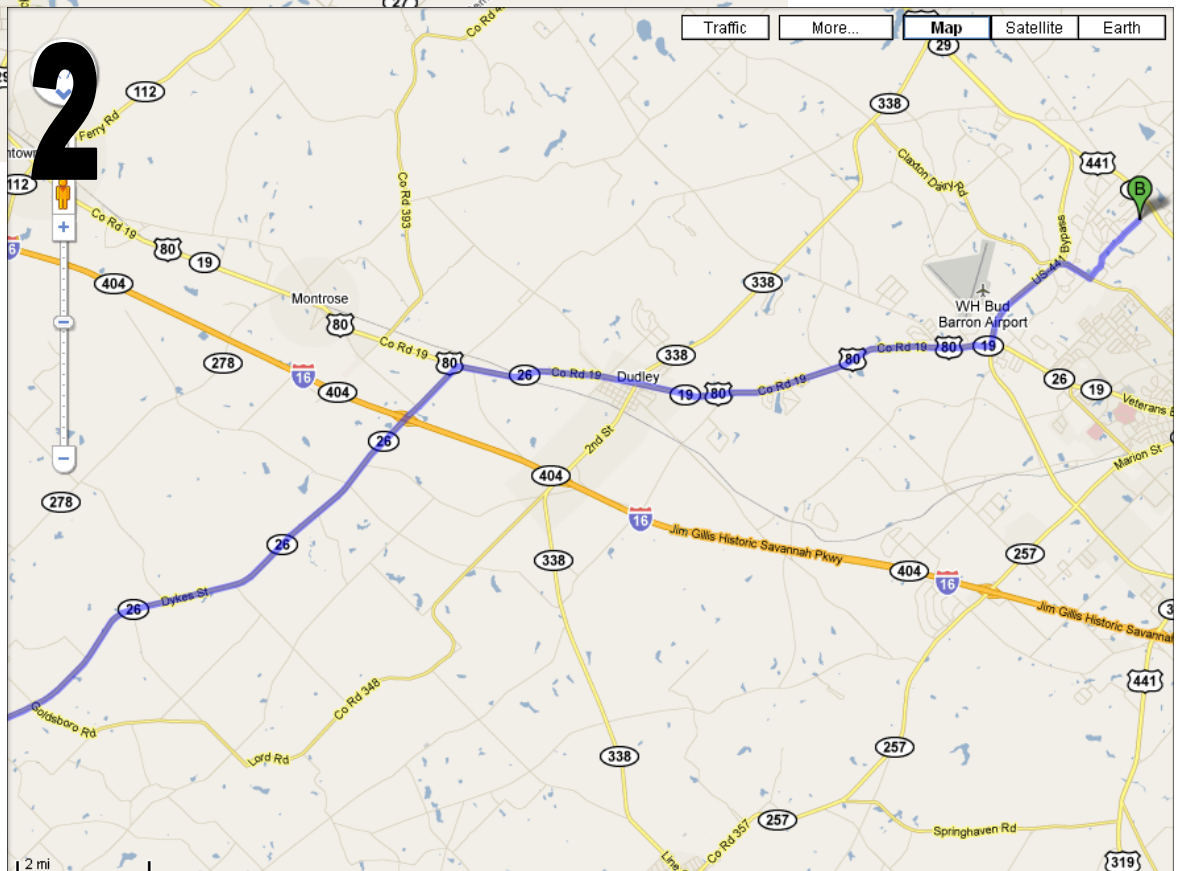 27
Co Rd 4
Traffic
More...
Map
Satellite
Earth
29
2
112
338
Ferry Rd
441
Claxton Dairy Rd
B
112
Co Rd 393
Co Rd 19
80
19
US-441 Bypass
404
338
WH Bud
Barron Airport
Montrose
80
Co Rd 19
80
338
Co Rd 19
80
19
278
16
404
26
Co Rd 19
Dudley
19
80
Co Rd 19
80
26
19
Veterans B
26
2nd St
Marion St
404
278
16
Jim Gillis Historic Savannah Pkwy
26
338
404
16
257
Jim Gillis Historic Savannah
26
Dykes St
441
Co Rd 348
Goldsboro Rd
Lord Rd
338
257
257
Co Rd 357
Springhaven Rd
Line
2 mi
319